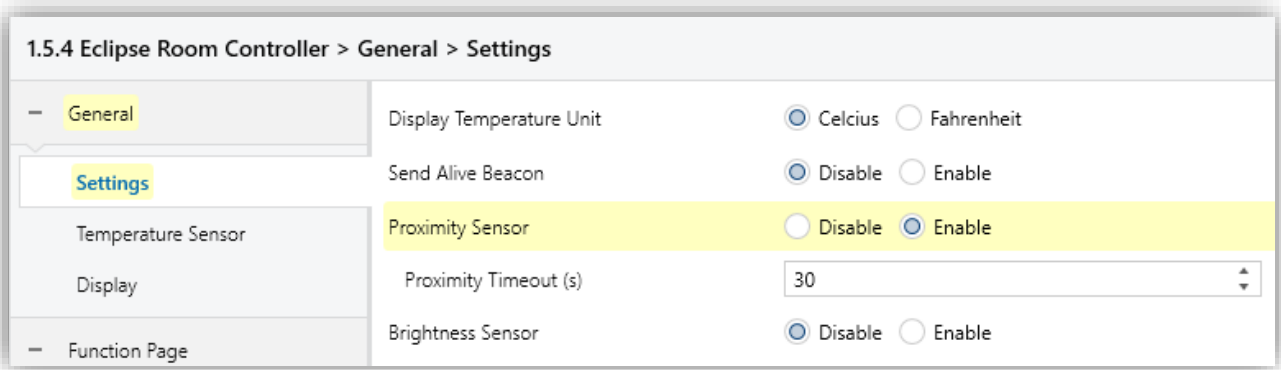 1.5.4 Eclipse Room Controller > General > Settings
General
Settings
Temperature Sensor
Display
Function Page
Display Temperature Unit Celcius Fahrenheit
Send Alive Beacon Disable Enable
Proximity Sensor Disable Enable
Proximity Timeout (s) 30
Brightness Sensor Disable Enable